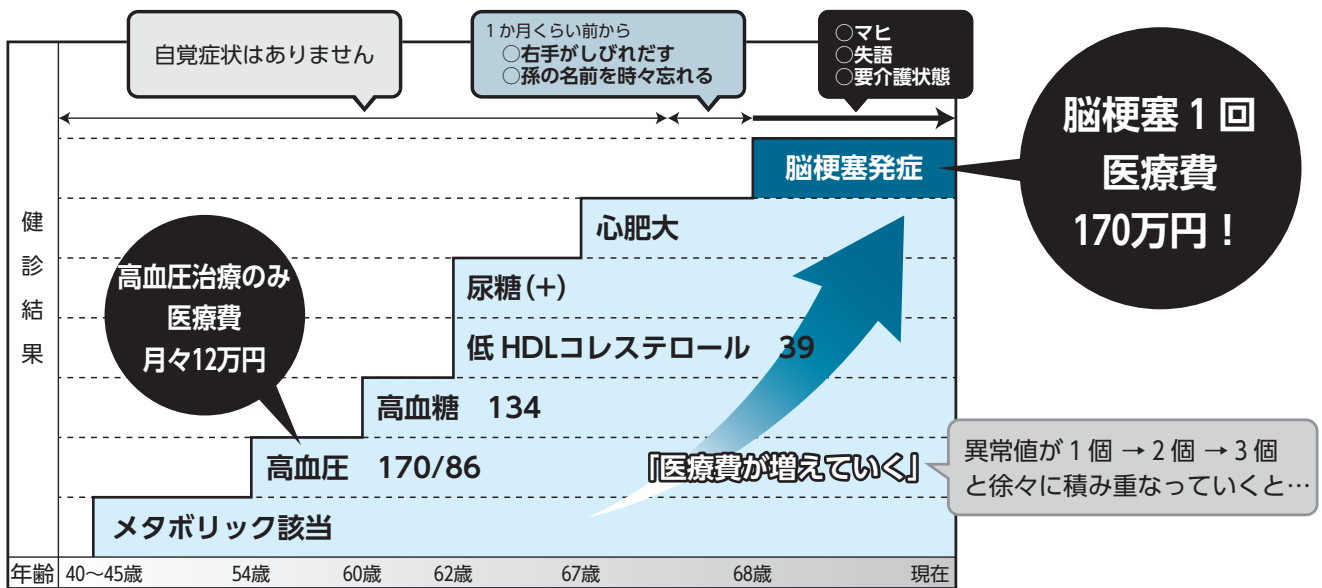 自覚症状はありません
1か月くらい前から
○右手がしびれだす
○孫の名前を時々忘れる
○マヒ
○失語
○要介護状態
脳梗塞1回
医療費
170万円！
健診結果
脳梗塞発症
心肥大
尿糖(+)
低HDLコレステロール 39
高血糖 134
高血圧 170/86
メタボリック該当
高血圧治療のみ
医療費
月々12万円
「医療費が増えていく」
異常値が1個→2個→3個
と徐々に積み重なっていくと…
年齢 40〜45歳 54歳 60歳 62歳 67歳 68歳 現在